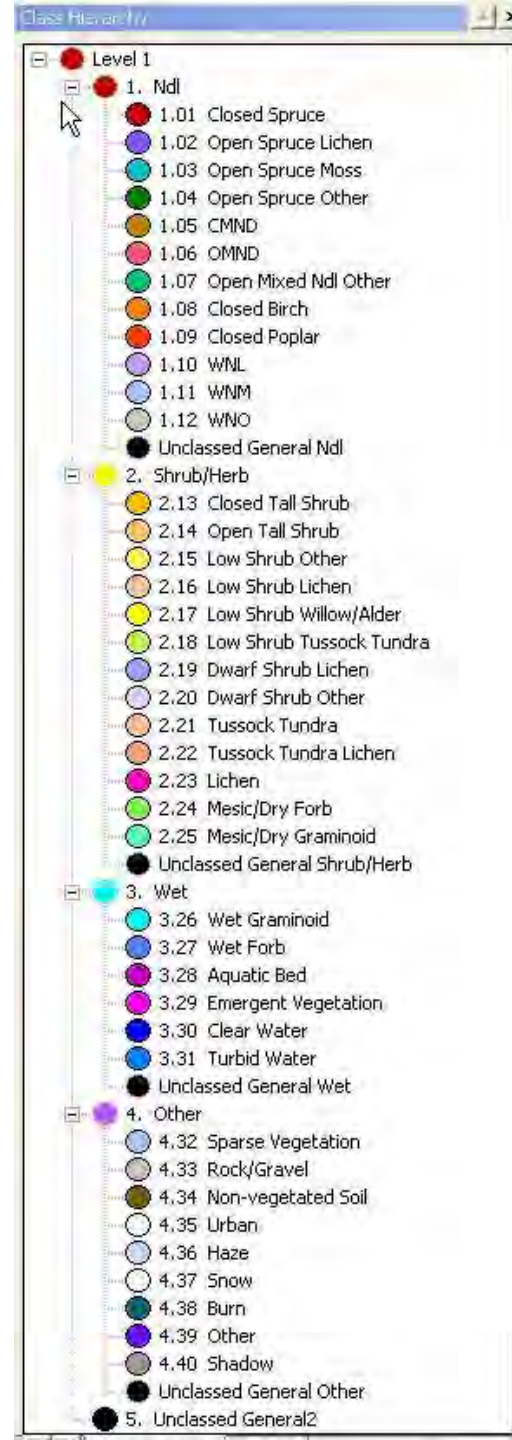 Class Hierarchy
Level 1
1. Ndl
1.01 Closed Spruce
1.02 Open Spruce Lichen
1.03 Open Spruce Moss
1.04 Open Spruce Other
1.05 CMND
1.06 OMND
1.07 Open Mixed Ndl Other
1.08 Closed Birch
1.09 Closed Poplar
1.10 WNL
1.11 WNM
1.12 WNO
Unclassed General Ndl
2. Shrub/Herb
2.13 Closed Tall Shrub
2.14 Open Tall Shrub
2.15 Low Shrub Other
2.16 Low Shrub Lichen
2.17 Low Shrub Willow/Alder
2.18 Low Shrub Tussock Tundra
2.19 Dwarf Shrub Lichen
2.20 Dwarf Shrub Other
2.21 Tussock Tundra
2.22 Tussock Tundra Lichen
2.23 Lichen
2.24 Mesic/Dry Forb
2.25 Mesic/Dry Graminoid
Unclassed General Shrub/Herb
3. Wet
3.26 Wet Graminoid
3.27 Wet Forb
3.28 Aquatic Bed
3.29 Emergent Vegetation
3.30 Clear Water
3.31 Turbid Water
Unclassed General Wet
4. Other
4.32 Sparse Vegetation
4.33 Rock/Gravel
4.34 Non-vegetated Soil
4.35 Urban
4.36 Haze
4.37 Snow
4.38 Burn
4.39 Other
4.40 Shadow
Unclassed General Other
5. Unclassed General2